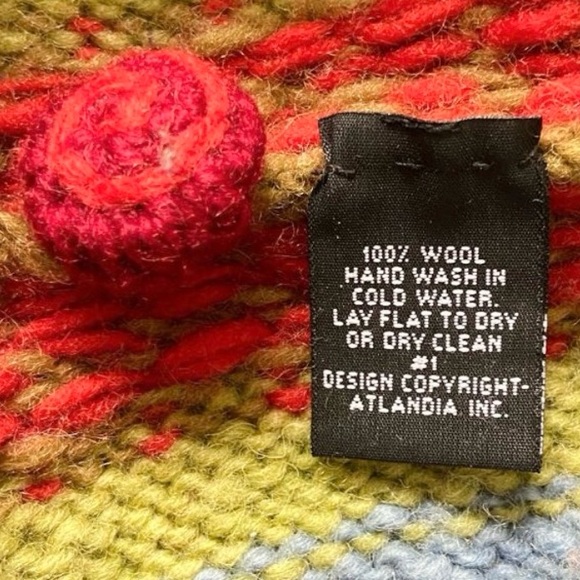 100% WOOL
HAND WASH IN
COLD WATER.
LAY FLAT TO DRY
OR DRY CLEAN
#1
DESIGN COPYRIGHT-
ATLANDIA INC.